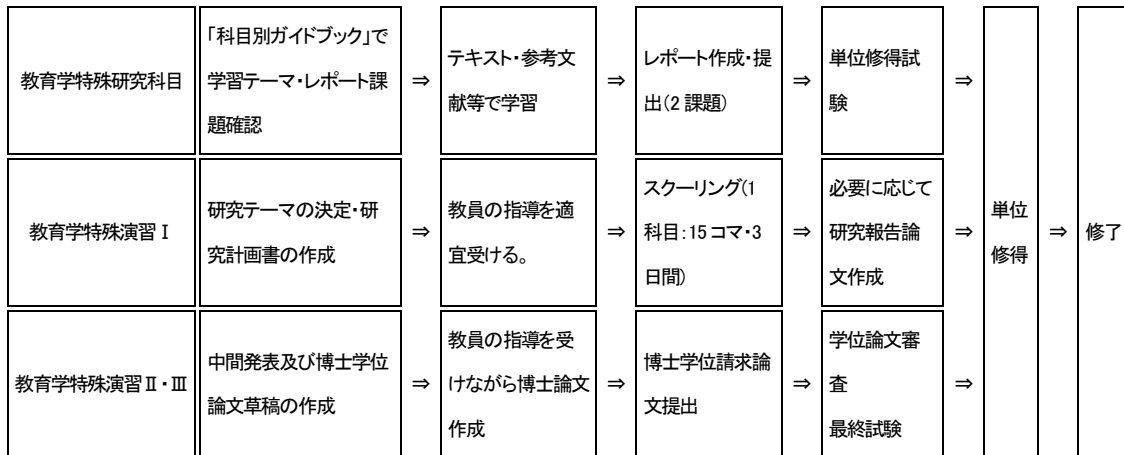 教育学特殊研究科目
「科目別ガイドブック」で
学習テーマ・レポート課
題確認
⇒
テキスト・参考文
献等で学習
⇒
レポート作成・提
出(2 課題)
⇒
単位修得試
験
⇒
教育学特殊演習Ⅰ
研究テーマの決定・研
究計画書の作成
⇒
教員の指導を適
宜受ける。
⇒
スクーリング(1
科目:15 コマ・3
日間)
⇒
必要に応じて
研究報告論
文作成
⇒
教育学特殊演習Ⅱ・Ⅲ
中間発表及び博士学位
論文草稿の作成
⇒
教員の指導を受
けながら博士論文
作成
⇒
博士学位請求論
文提出
⇒
学位論文審
査
最終試験
⇒
単位
修得
⇒
修了